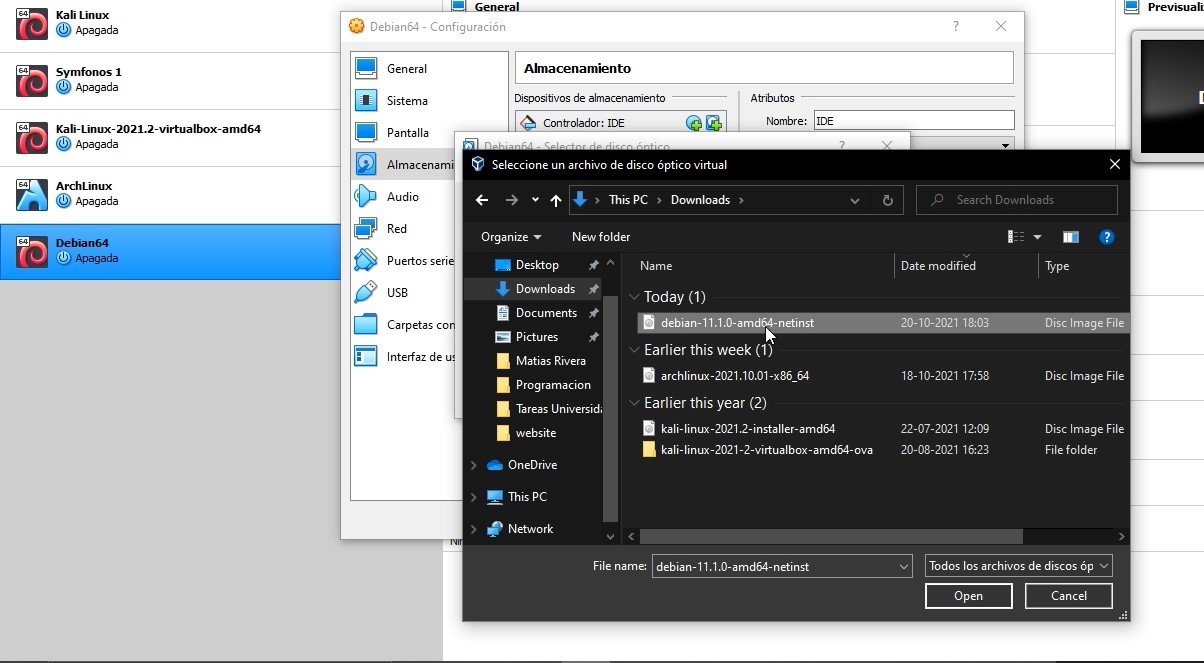 Kali Linux
Apagada
Symfonos 1
Apagada
Kali-Linux-2021.2-virtualbox-amd64
Apagada
ArchLinux
Apagada
Debian64
Apagada
General
Debian64 - Configuración
?
General
Sistema
Pantalla
Almacenami
Audio
Red
Puertos serie
USB
Carpetas con
Interfaz de us
Almacenamiento
Dispositivos de almacenamiento
Controlador: IDE
Atributos
Nombre: IDE
Debian64 - Selector de disco óptico
?
Seleccione un archivo de disco óptico virtual
This PC
Downloads
Search Downloads
Organize
New folder
?
Desktop
Downloads
Documents
Pictures
Matias Rivera
Programacion
Tareas Universida
website
OneDrive
This PC
Network
Name Date modified Type
Today (1)
debian-11.1.0-amd64-netinst 20-10-2021 18:03 Disc Image File
Earlier this week (1)
archlinux-2021.10.01-x86_64 18-10-2021 17:58 Disc Image File
Earlier this year (2)
kali-linux-2021.2-installer-amd64 22-07-2021 12:09 Disc Image File
kali-linux-2021-2-virtualbox-amd64-ova 20-08-2021 16:23 File folder
File name: debian-11.1.0-amd64-netinst
Todos los archivos de discos óp
Open
Cancel
Previsuali
64
64
64
64
64